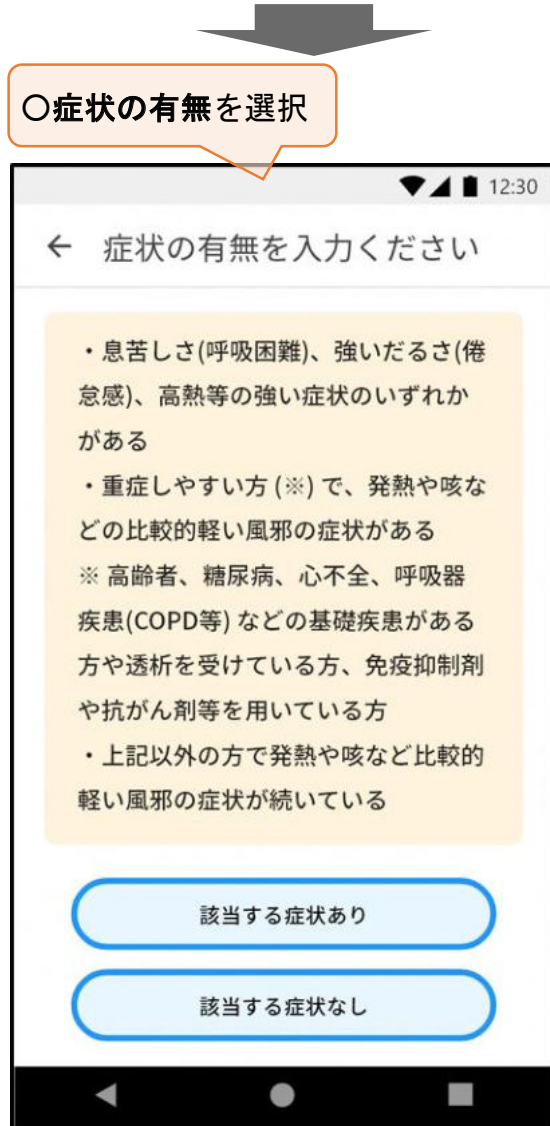 〇症状の有無を選択
12:30
← 症状の有無を入力ください
・息苦しさ(呼吸困難)、強いだるさ(倦
怠感)、高熱等の強い症状のいずれか
がある
・重症しやすい方 (※) で、発熱や咳な
どの比較的軽い風邪の症状がある
※ 高齢者、糖尿病、心不全、呼吸器
疾患(COPD等) などの基礎疾患がある
方や透析を受けている方、免疫抑制剤
や抗がん剤等を用いている方
・上記以外の方で発熱や咳など比較的
軽い風邪の症状が続いている
該当する症状あり
該当する症状なし